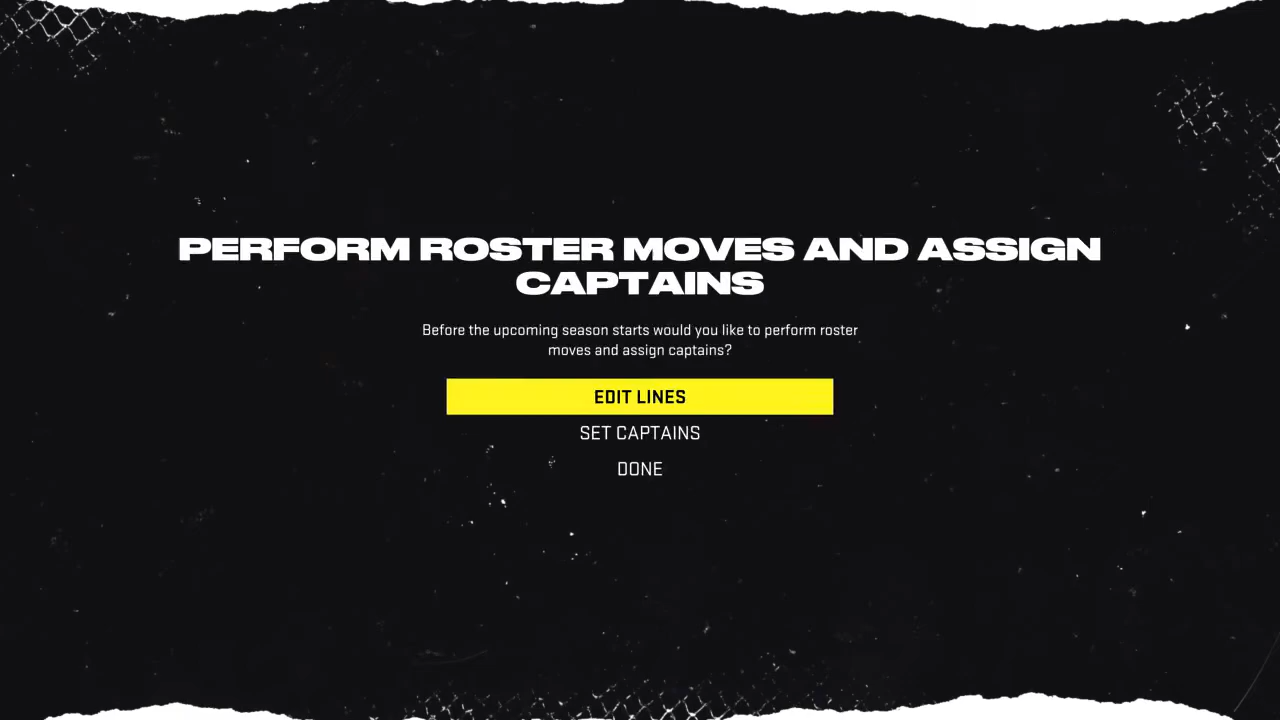 PERFORM ROSTER MOVES AND ASSIGN
CAPTAINS
Before the upcoming season starts would you like to perform roster
moves and assign captains?
EDIT LINES
SET CAPTAINS
DONE